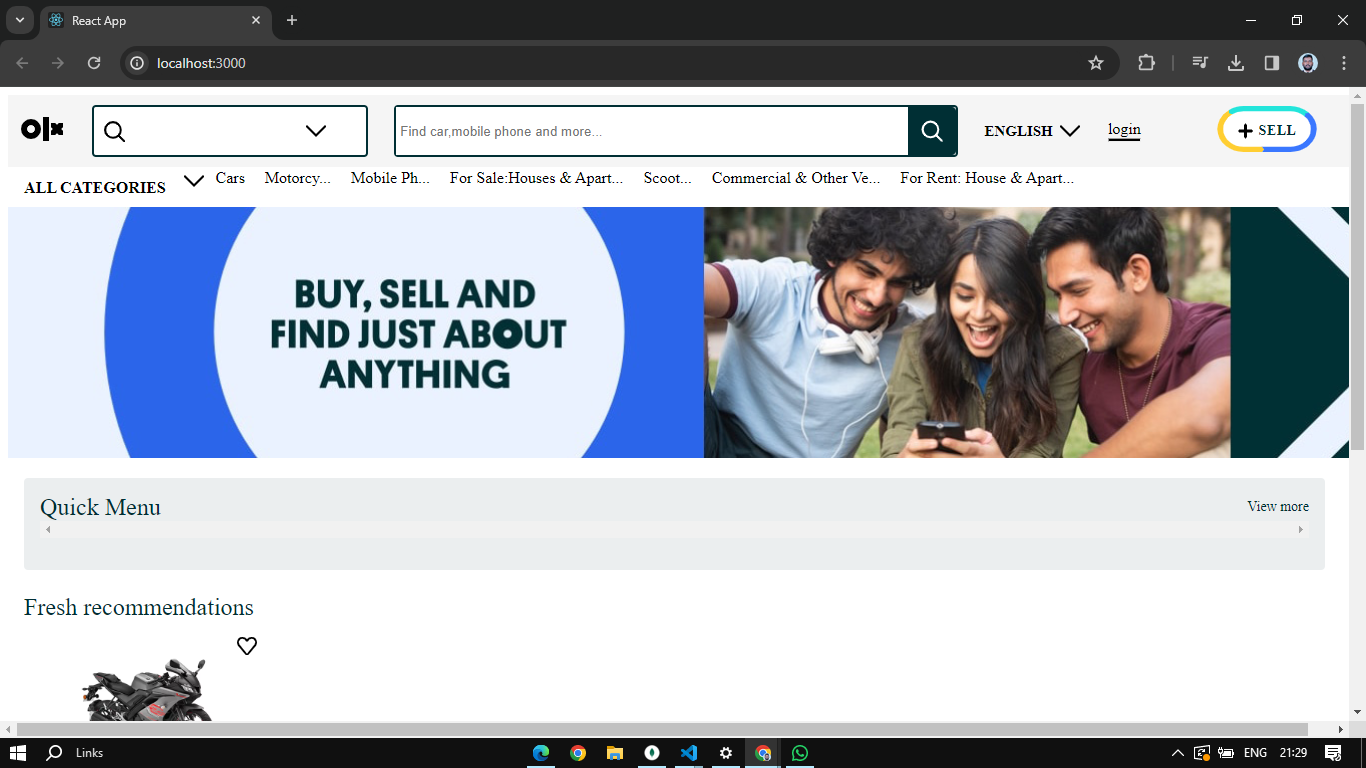 React App
localhost:3000
olx
Find car,mobile phone and more...
ENGLISH
login
SELL
ALL CATEGORIES
Cars
Motorcy...
Mobile Ph...
For Sale:Houses & Apart...
Scoot...
Commercial & Other Ve...
For Rent: House & Apart...
BUY, SELL AND
FIND JUST ABOUT
ANYTHING
Quick Menu
View more
Fresh recommendations
Links
ENG
21:29